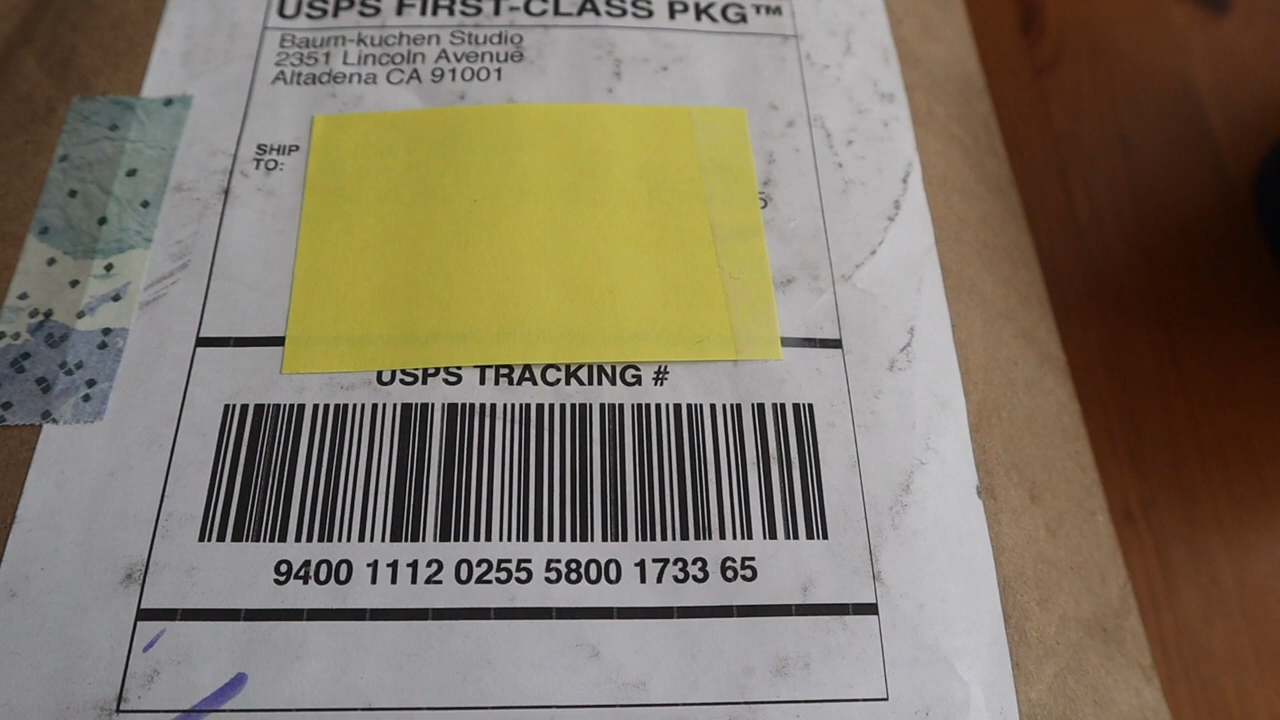 USPS FIRST-CLASS PKG™
Baum-kuchen Studio
2351 Lincoln Avenue
Altadena CA 91001
SHIP
TO:
5
USPS TRACKING #
9400 1112 0255 5800 1733 65